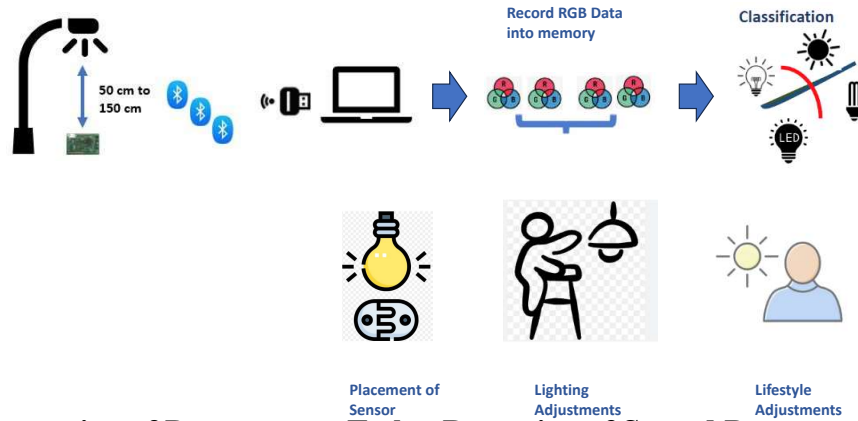 Record RGB Data
into memory
Classification
50 cm to
150 cm
R
G B
R
G B
R
G B
R
G B
LED
Placement of
Sensor
Lighting
Adjustments
Lifestyle
Adjustments